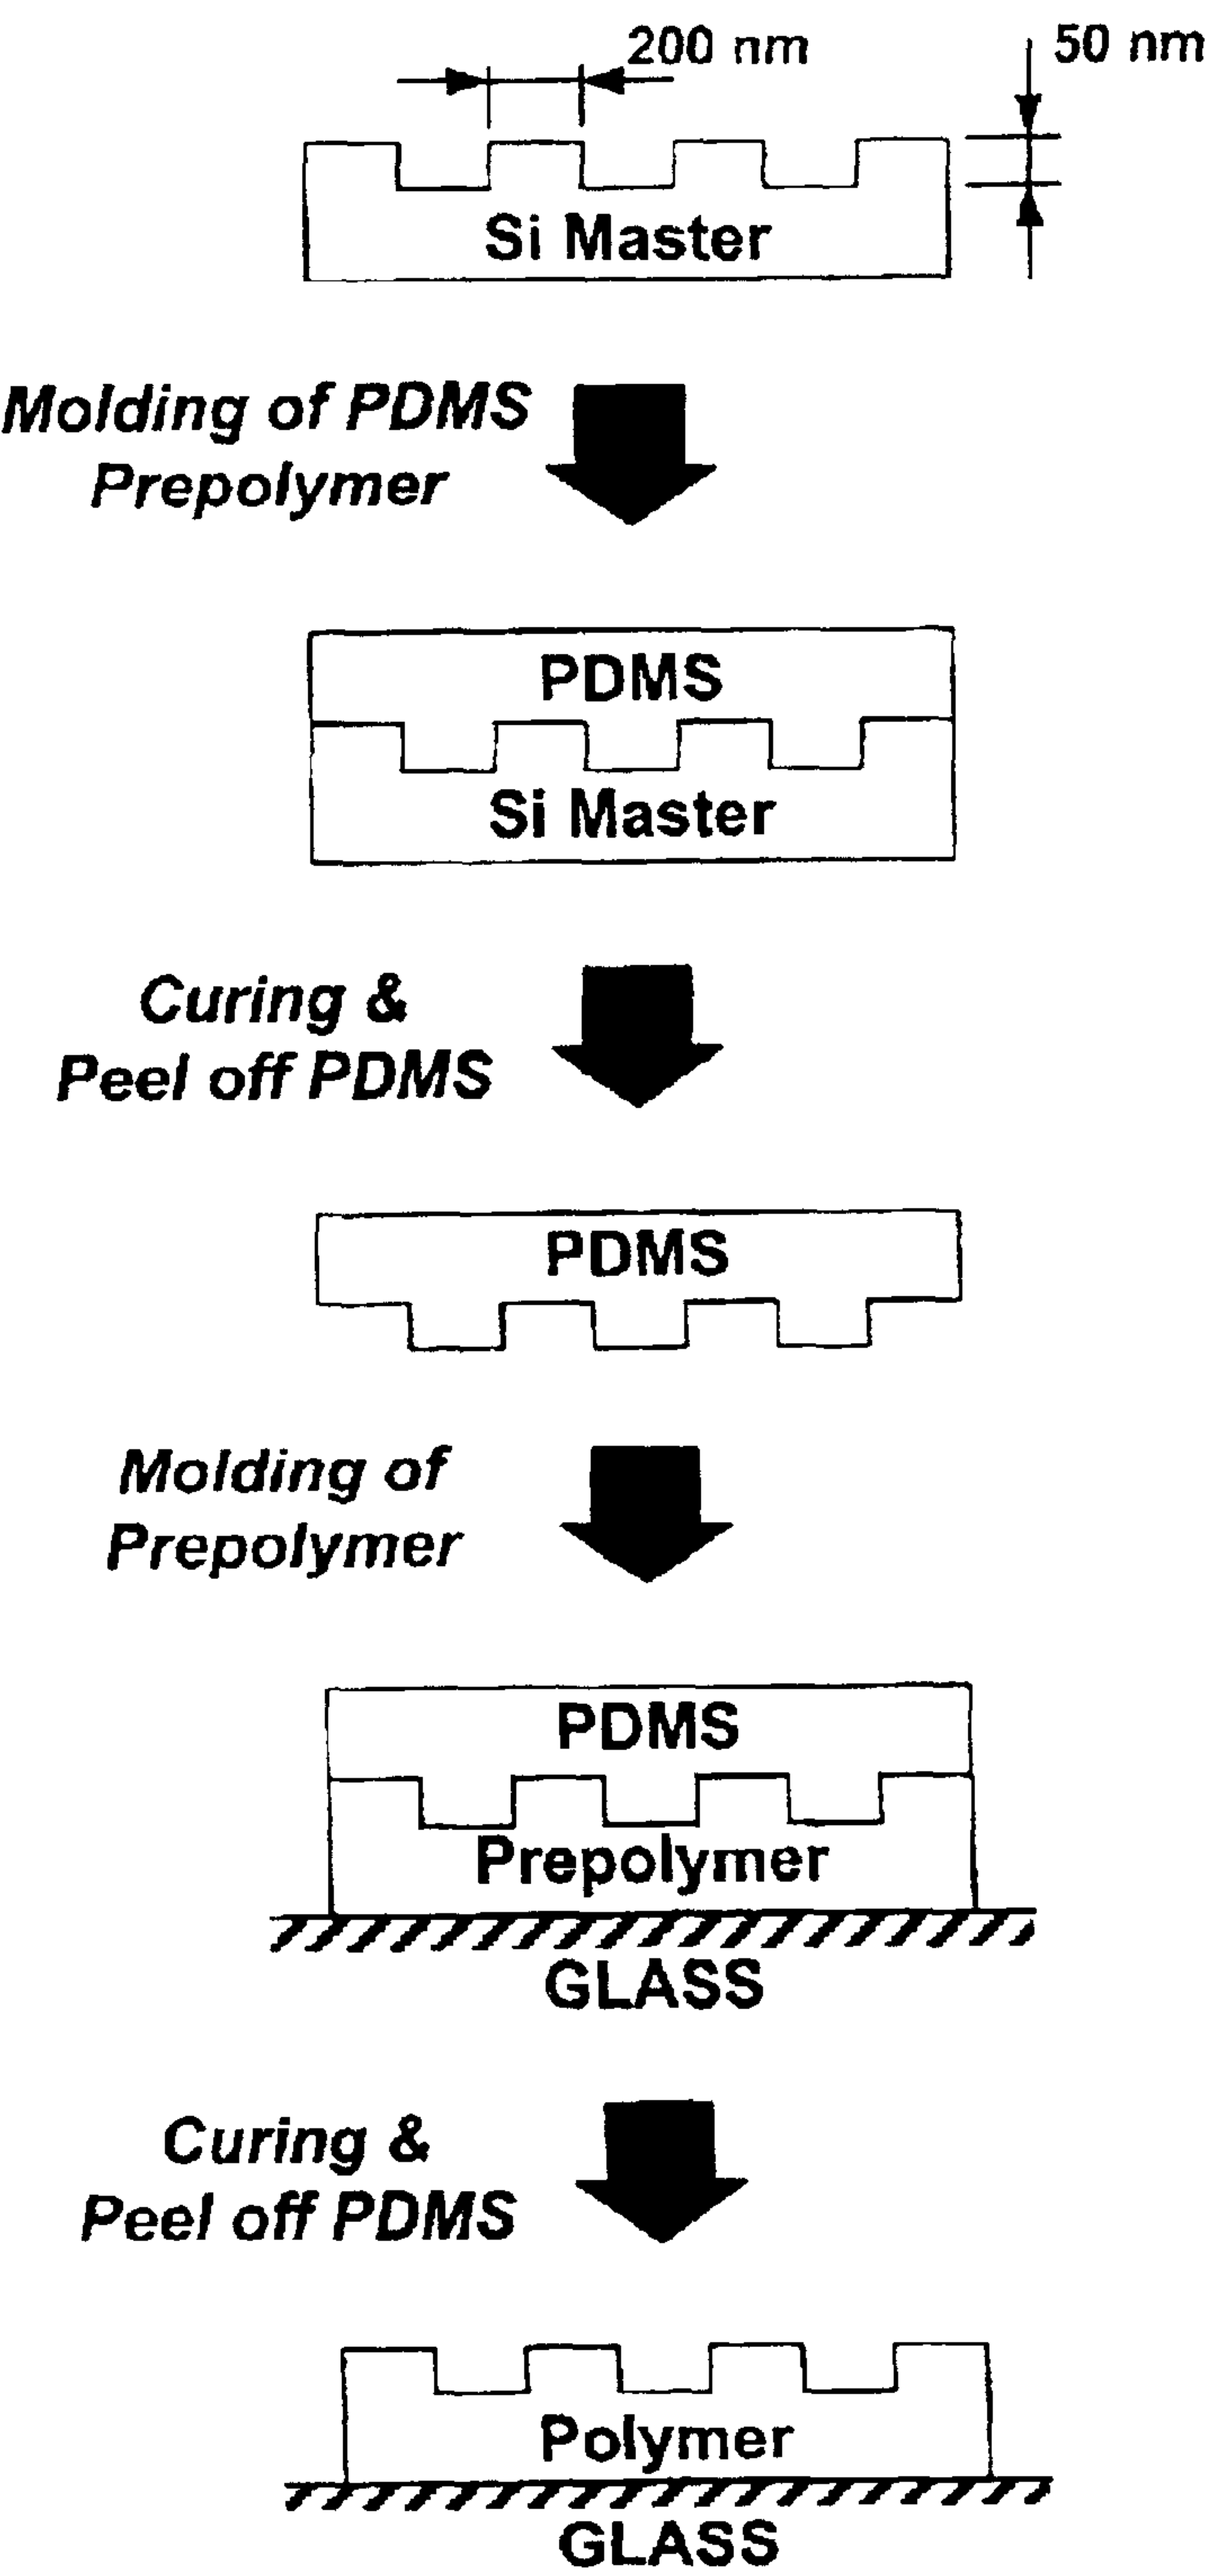 200 nm
50 nm
Si Master
Molding of PDMS
Prepolymer
PDMS
Si Master
Curing &
Peel off PDMS
PDMS
Molding of
Prepolymer
PDMS
Prepolymer
GLASS
Curing &
Peel off PDMS
Polymer
GLASS